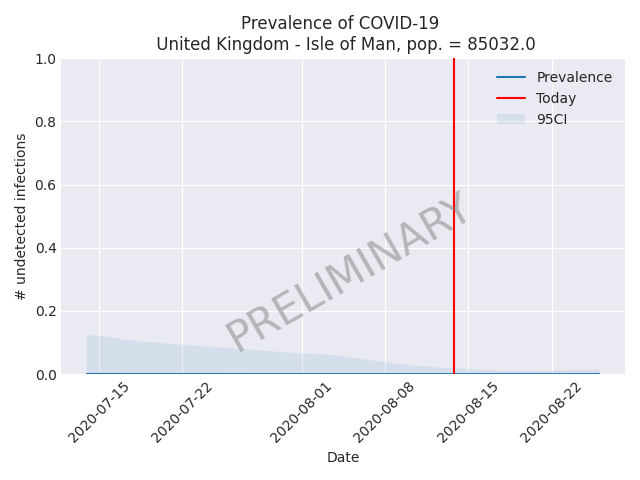 Prevalence of COVID-19
United Kingdom - Isle of Man, pop. = 85032.0
1.0
0.8
0.6
0.4
0.2
0.0
# undetected infections
Prevalence
Today
95CI
PRELIMINARY
2020-07-15
2020-07-22
2020-08-01
2020-08-08
2020-08-15
2020-08-22
Date